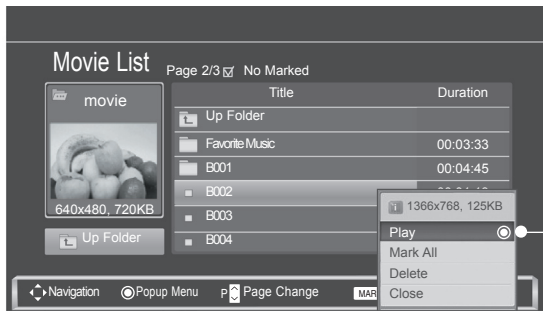 Movie List
Page 2/3 No Marked
movie
640x480, 720KB
Up Folder
Title Duration
Up Folder
Favorite Music 00:03:33
B001 00:04:45
B002
B003
B004
1366x768, 125KB
Play
Mark All
Delete
Close
Navigation Popup Menu P Page Change MAR